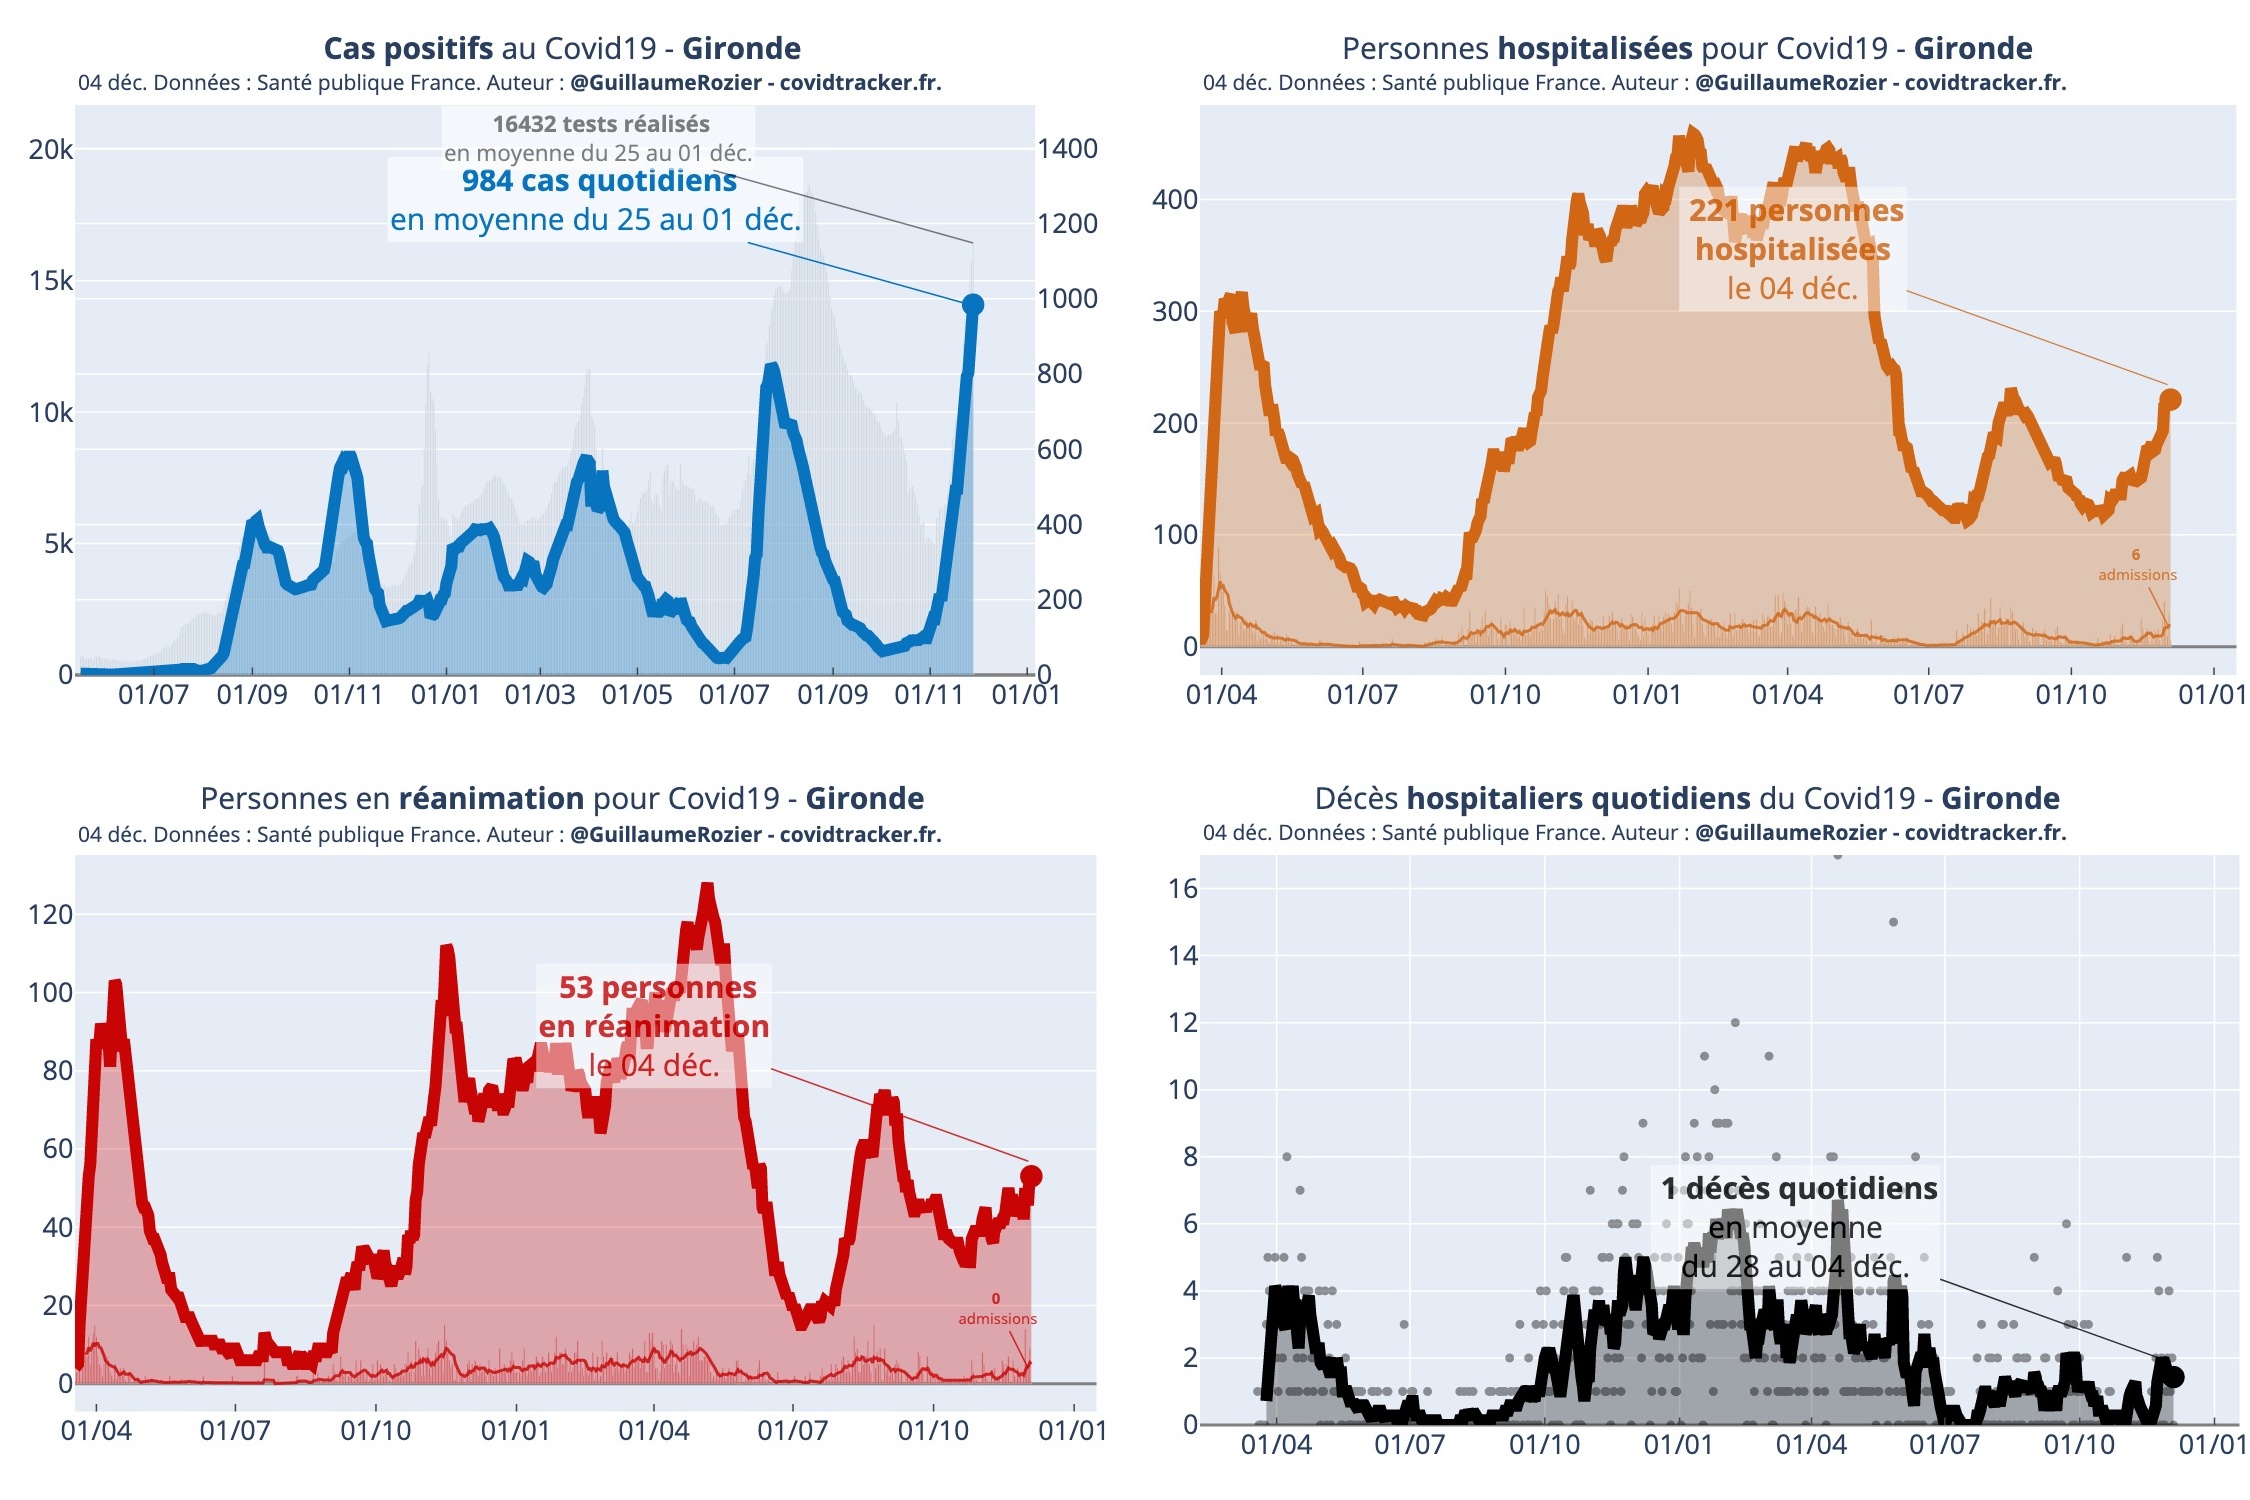 Cas positifs au Covid19 - Gironde
04 déc. Données : Santé publique France. Auteur : @GuillaumeRozier - covidtracker.fr.
16432 tests réalisés
en moyenne du 25 au 01 déc.
984 cas quotidiens
en moyenne du 25 au 01 déc.
20k
15k
10k
5k
0
1400
1200
1000
800
600
400
200
0
01/07 01/09 01/11 01/01 01/03 01/05 01/07 01/09 01/11 01/01
Personnes hospitalisées pour Covid19 - Gironde
04 déc. Données : Santé publique France. Auteur : @GuillaumeRozier - covidtracker.fr.
221 personnes
hospitalisées
le 04 déc.
6
admissions
400
300
200
100
0
01/04 01/07 01/10 01/01 01/04 01/07 01/10 01/01
Personnes en réanimation pour Covid19 - Gironde
04 déc. Données : Santé publique France. Auteur : @GuillaumeRozier - covidtracker.fr.
53 personnes
en réanimation
le 04 déc.
0
admissions
120
100
80
60
40
20
0
01/04 01/07 01/10 01/01 01/04 01/07 01/10 01/01
Décès hospitaliers quotidiens du Covid19 - Gironde
04 déc. Données : Santé publique France. Auteur : @GuillaumeRozier - covidtracker.fr.
1 décès quotidiens
en moyenne
du 28 au 04 déc.
16
14
12
10
8
6
4
2
0
01/04 01/07 01/10 01/01 01/04 01/07 01/10 01/01